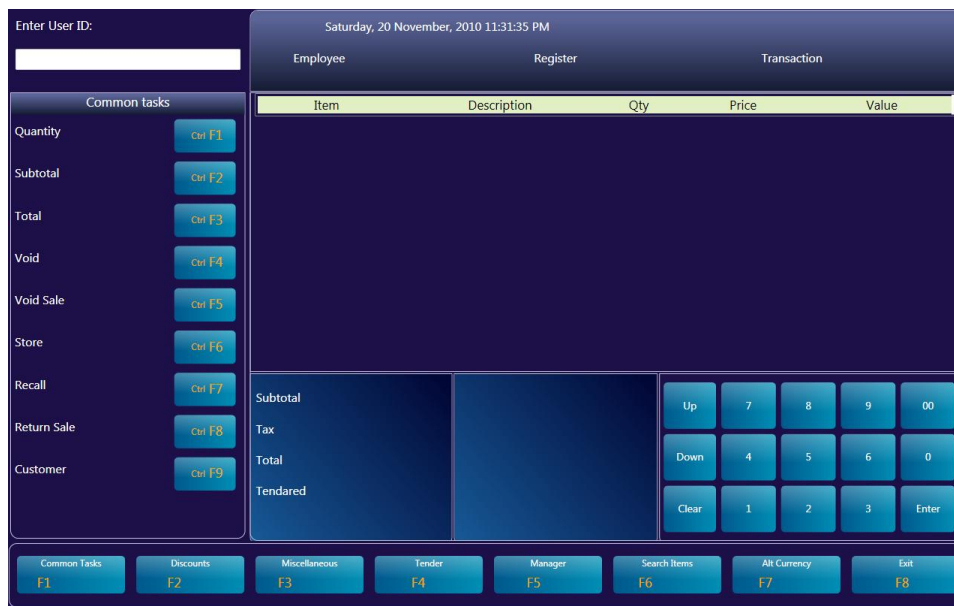 Enter User ID:
Saturday, 20 November, 2010 11:31:35 PM
Employee Register Transaction
Common tasks
Quantity Ctrl F1
Subtotal Ctrl F2
Total Ctrl F3
Void Ctrl F4
Void Sale Ctrl F5
Store Ctrl F6
Recall Ctrl F7
Return Sale Ctrl F8
Customer Ctrl F9
Item Description Qty Price Value
Subtotal
Tax
Total
Tendared
Up 7 8 9 00
Down 4 5 6 0
Clear 1 2 3 Enter
Common Tasks Discounts Miscellaneous Tender Manager Search Items Alt Currency Exit
F1 F2 F3 F4 F5 F6 F7 F8